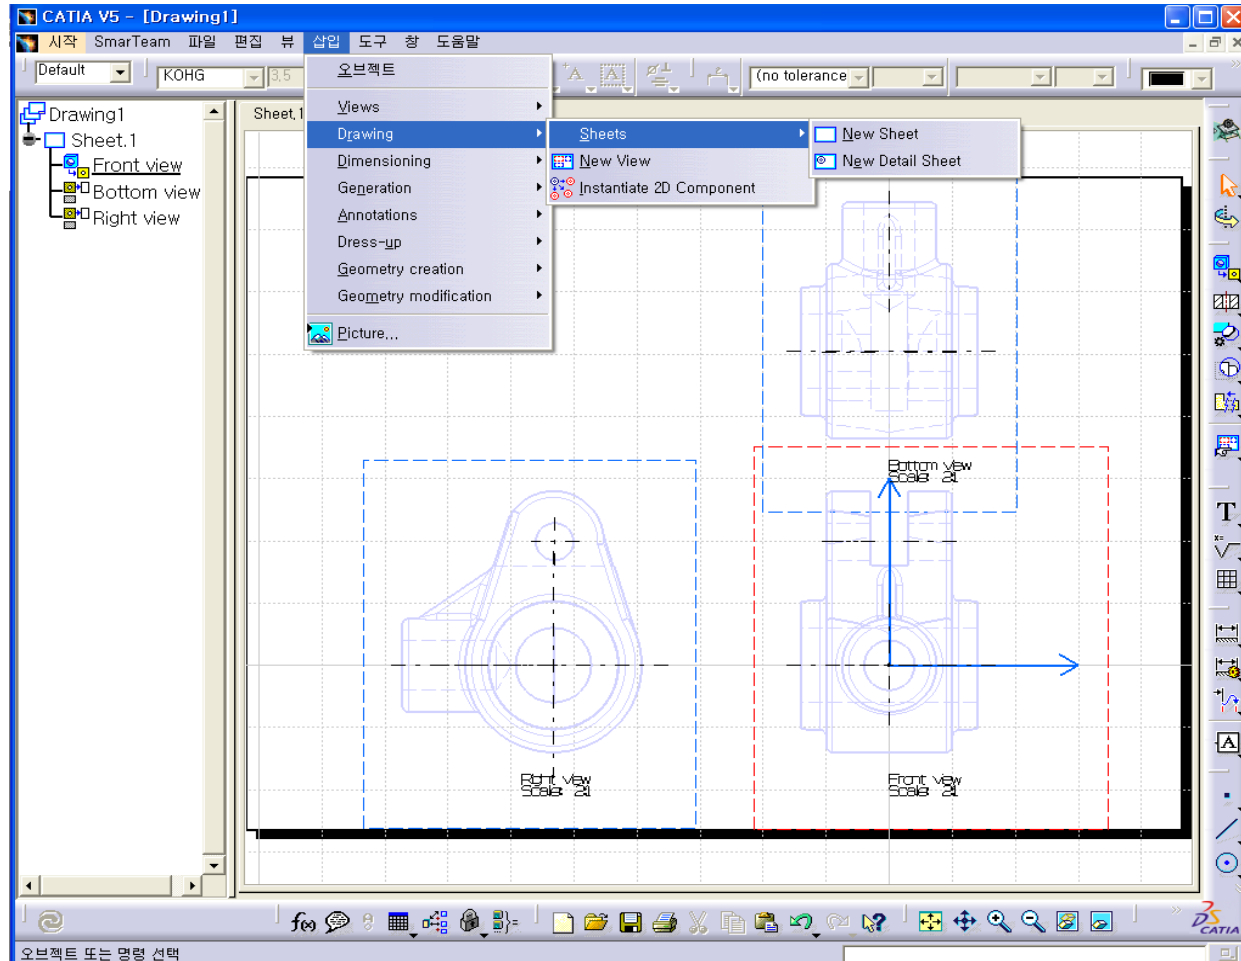 CATIA V5 - [Drawing1]
시작 SmarTeam 파일 편집 뷰 삽입 도구 창 도움말
Default KOHG 3,5 (no tolerance
오브젝트
Views
Drawing
Dimensioning
Generation
Annotations
Dress-up
Geometry creation
Geometry modification
Picture...
Sheets
New View
Instantiate 2D Component
New Sheet
New Detail Sheet
Drawing1
Sheet.1
Front view
Bottom view
Right view
Sheet,1
Bottom view
Scale: 2:1
Right view
Scale: 2:1
Front view
Scale: 2:1
CATIA
오브젝트 또는 명령 선택